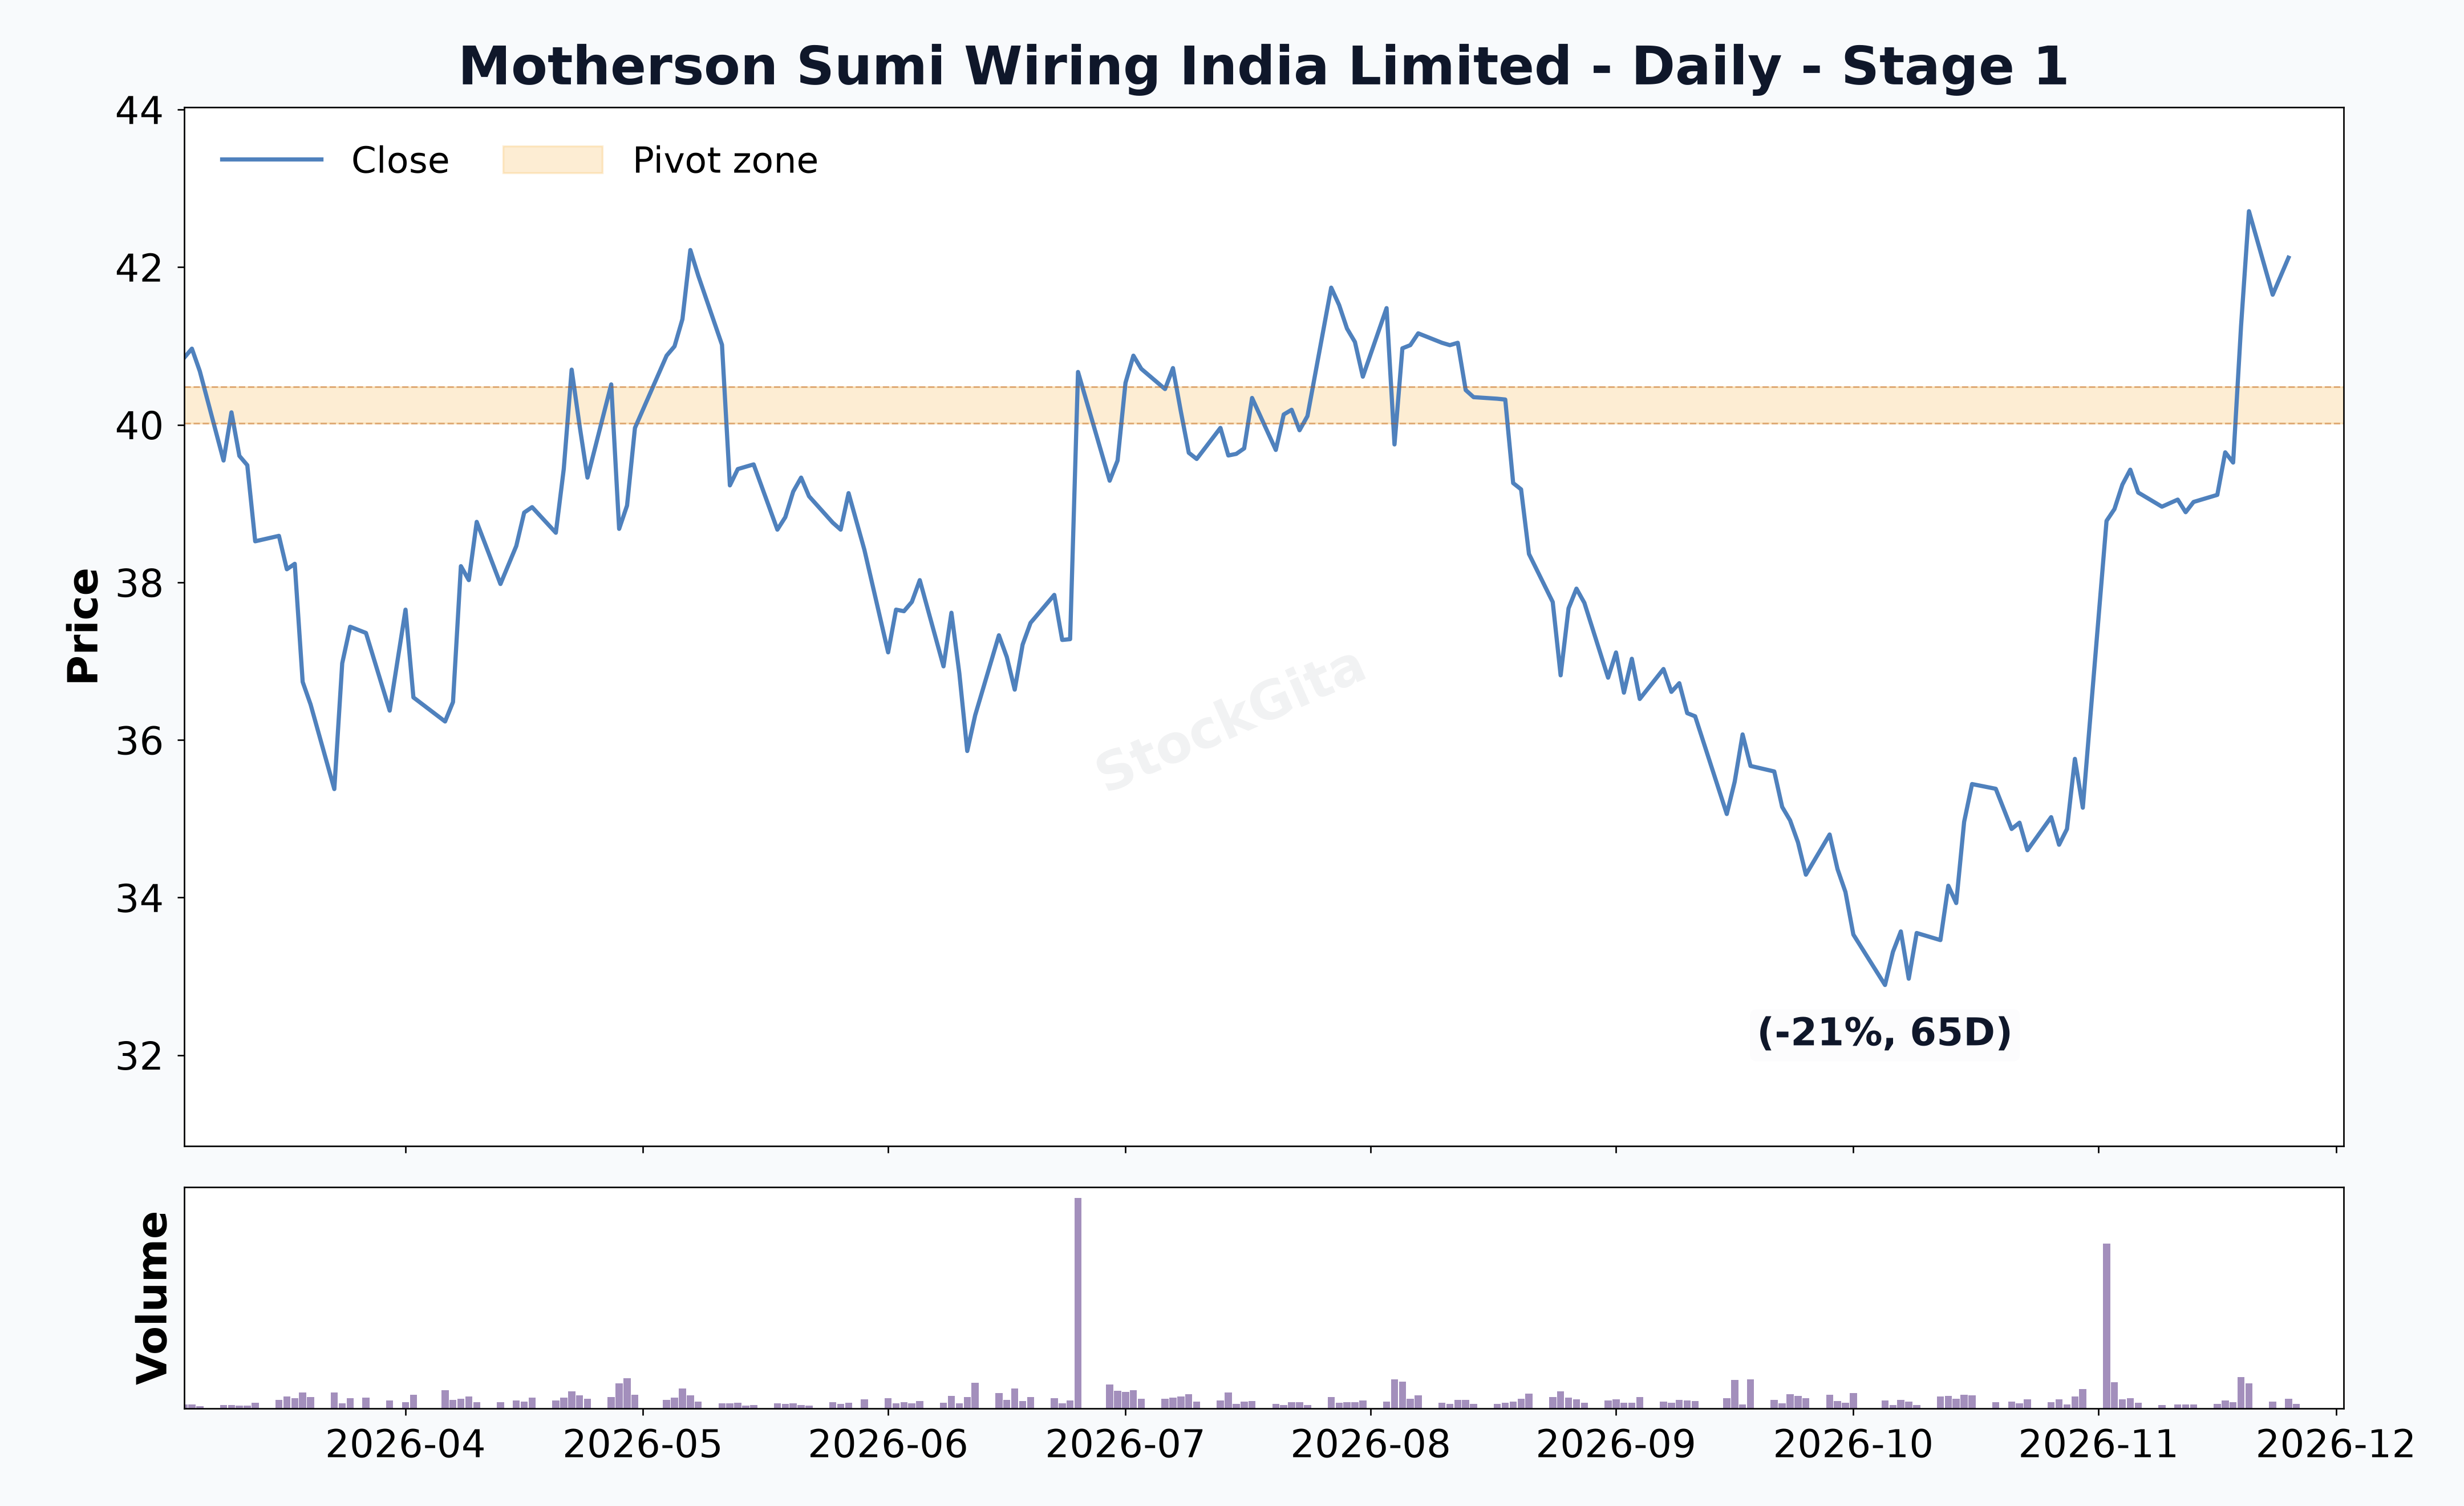 Motherson Sumi Wiring India Limited - Daily - Stage 1
Close
Pivot zone
Price
44
42
40
38
36
34
32
StockGita
(-21%, 65D)
Volume
2026-04
2026-05
2026-06
2026-07
2026-08
2026-09
2026-10
2026-11
2026-12